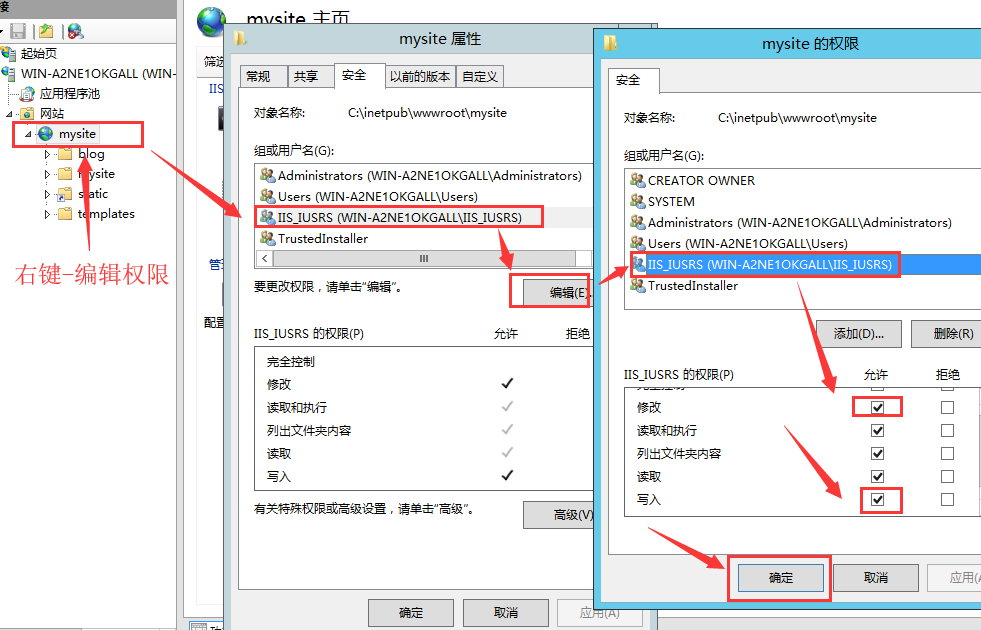 接
起始页
WIN-A2NE1OKGALL (WIN-
应用程序池
网站
mysite
blog
mysite
static
templates
右键-编辑权限
mysite 主页
筛选
IIS
管
配置
mysite 属性
常规
共享
安全
以前的版本
自定义
对象名称:
C:\inetpub\wwwroot\mysite
组或用户名(G):
Administrators (WIN-A2NE1OKGALL\Administrators)
Users (WIN-A2NE1OKGALL\Users)
IIS_IUSRS (WIN-A2NE1OKGALL\IIS_IUSRS)
TrustedInstaller
要更改权限，请单击“编辑”。
编辑(E)..
IIS_IUSRS 的权限(P)
允许
拒绝
完全控制
修改
读取和执行
列出文件夹内容
读取
写入
有关特殊权限或高级设置，请单击“高级”。
高级(V)
确定
取消
应用(A)
mysite 的权限
安全
对象名称:
C:\inetpub\wwwroot\mysite
组或用户名(G):
CREATOR OWNER
SYSTEM
Administrators (WIN-A2NE1OKGALL\Administrators)
Users (WIN-A2NE1OKGALL\Users)
IIS_IUSRS (WIN-A2NE1OKGALL\IIS_IUSRS)
TrustedInstaller
添加(D)...
删除(R)
IIS_IUSRS 的权限(P)
允许
拒绝
完全控制
修改
读取和执行
列出文件夹内容
读取
写入
确定
取消
应用(A